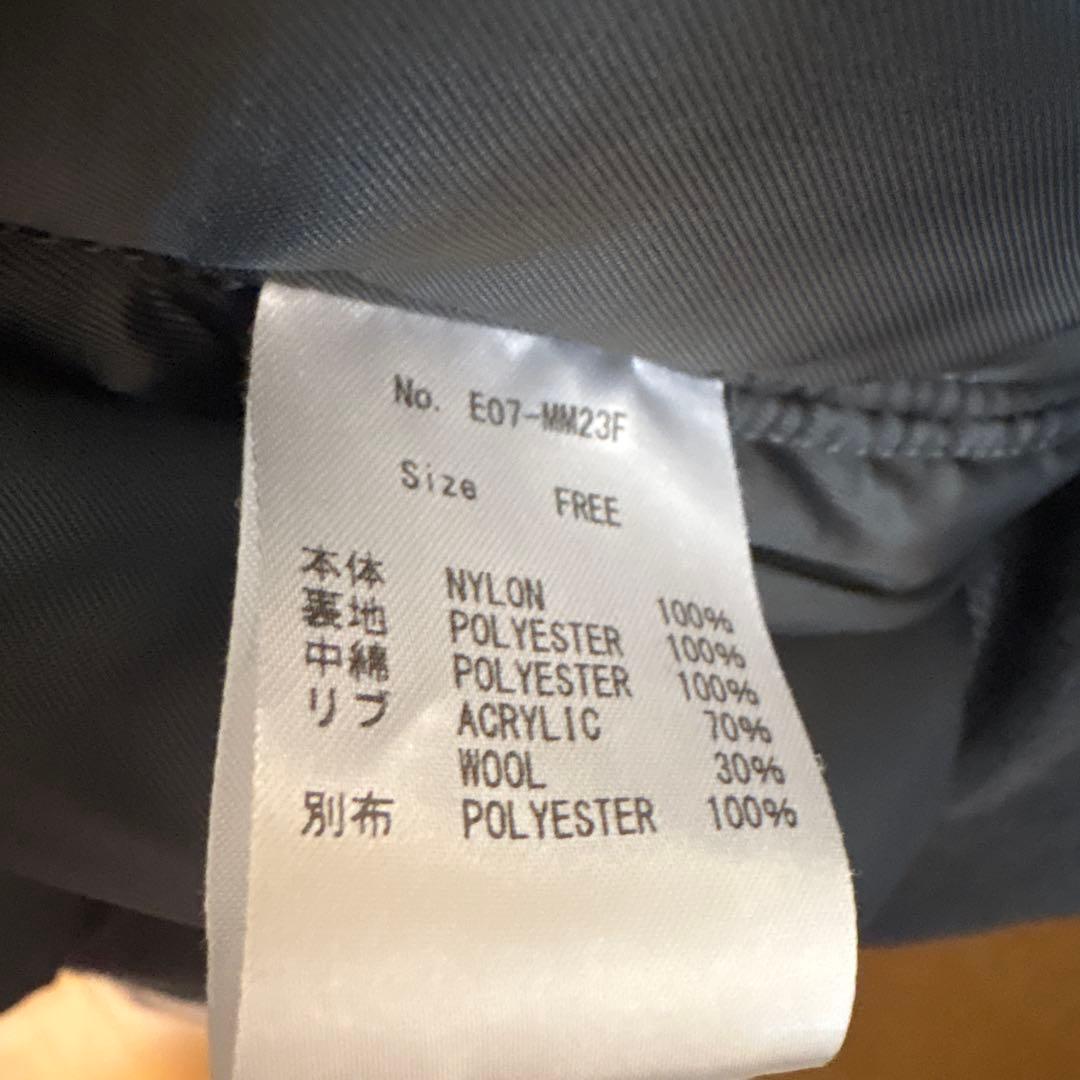 No. E07-MM23F
Size FREE
本体 NYLON 100%
裏地 POLYESTER 100%
中綿 POLYESTER 100%
リブ ACRYLIC 70%
WOOL 30%
別布 POLYESTER 100%